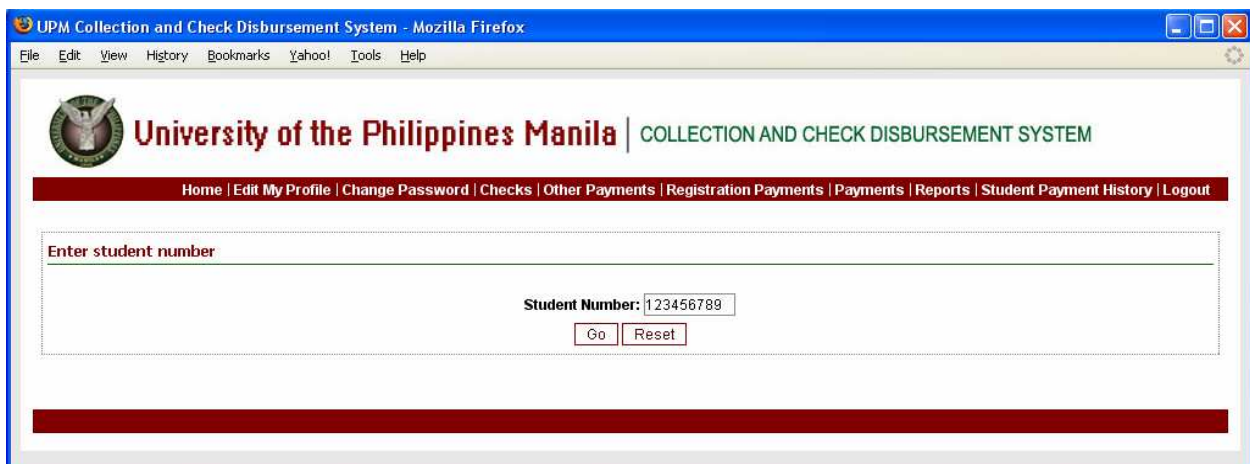 UPM Collection and Check Disbursement System - Mozilla Firefox
File Edit View History Bookmarks Yahoo! Tools Help
University of the Philippines Manila | COLLECTION AND CHECK DISBURSEMENT SYSTEM
Home | Edit My Profile | Change Password | Checks | Other Payments | Registration Payments | Payments | Reports | Student Payment History | Logout
Enter student number
Student Number: 123456789
Go Reset